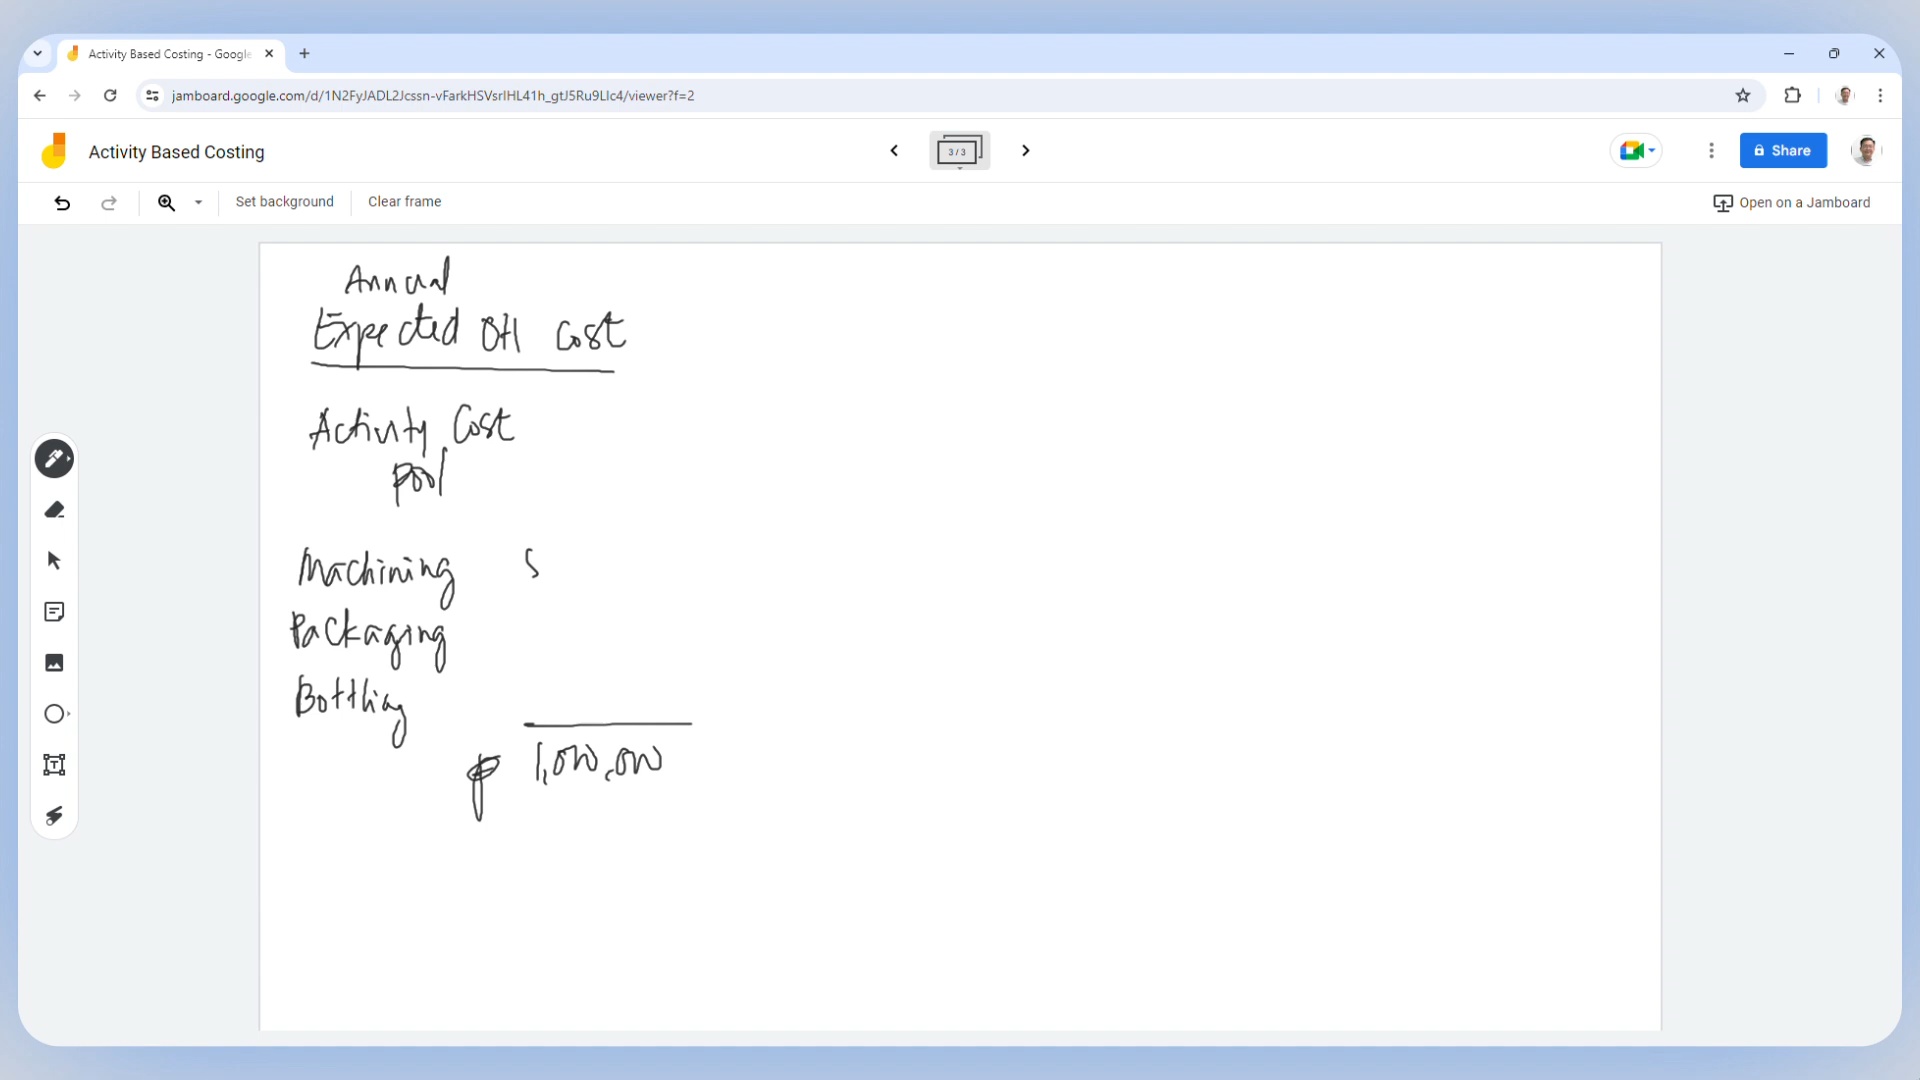 Activity Based Costing - Google
jamboard.google.com/d/1N2FyJADL2Jcssn-vFarkHSVsrIHL41h_gtJ5Ru9LIc4/viewer?f=2
Activity Based Costing
3 / 3
Share
Set background
Clear frame
Open on a Jamboard
Annual
Expected OH Cost
Activity Cost
pool
Machining
Packaging
Bottling
1,000,000